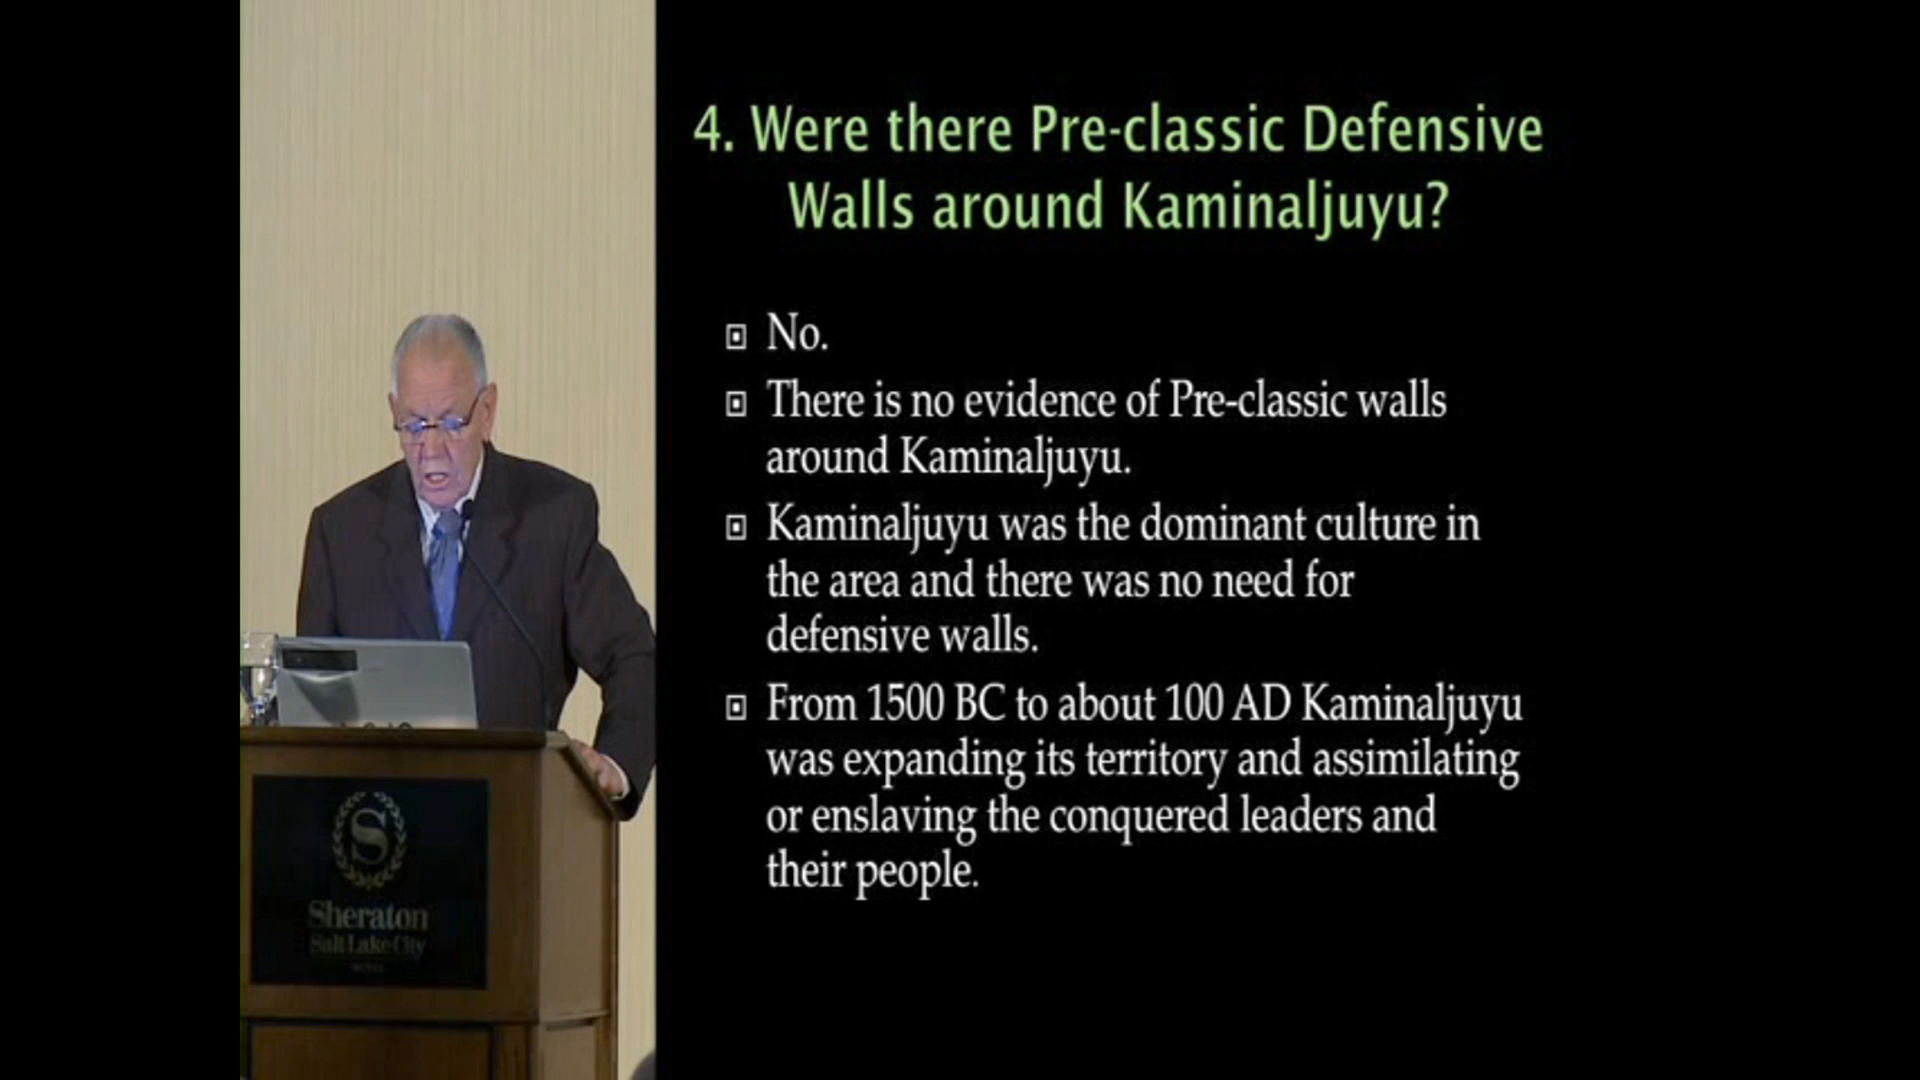 4. Were there Pre-classic Defensive
Walls around Kaminaljuyu?
No.
There is no evidence of Pre-classic walls
around Kaminaljuyu.
Kaminaljuyu was the dominant culture in
the area and there was no need for
defensive walls.
From 1500 BC to about 100 AD Kaminaljuyu
was expanding its territory and assimilating
or enslaving the conquered leaders and
their people.
S
Sheraton
Salt Lake City